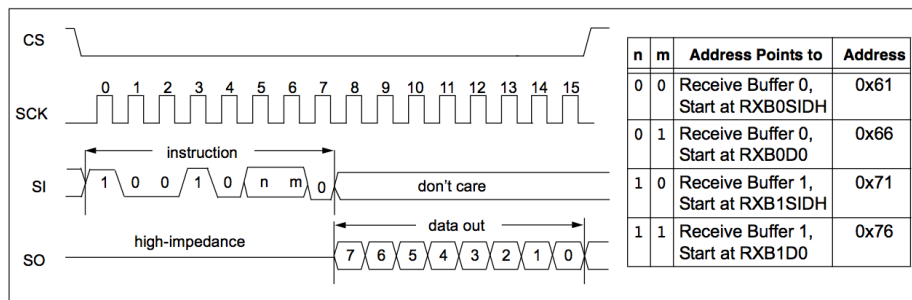 CS
SCK
0 1 2 3 4 5 6 7 8 9 10 11 12 13 14 15
instruction
SI
1 0 0 1 0 n m 0
don't care
data out
high-impedance
SO
7 6 5 4 3 2 1 0
n m Address Points to Address
0 0 Receive Buffer 0, 0x61
Start at RXB0SIDH
0 1 Receive Buffer 0, 0x66
Start at RXB0D0
1 0 Receive Buffer 1, 0x71
Start at RXB1SIDH
1 1 Receive Buffer 1, 0x76
Start at RXB1D0